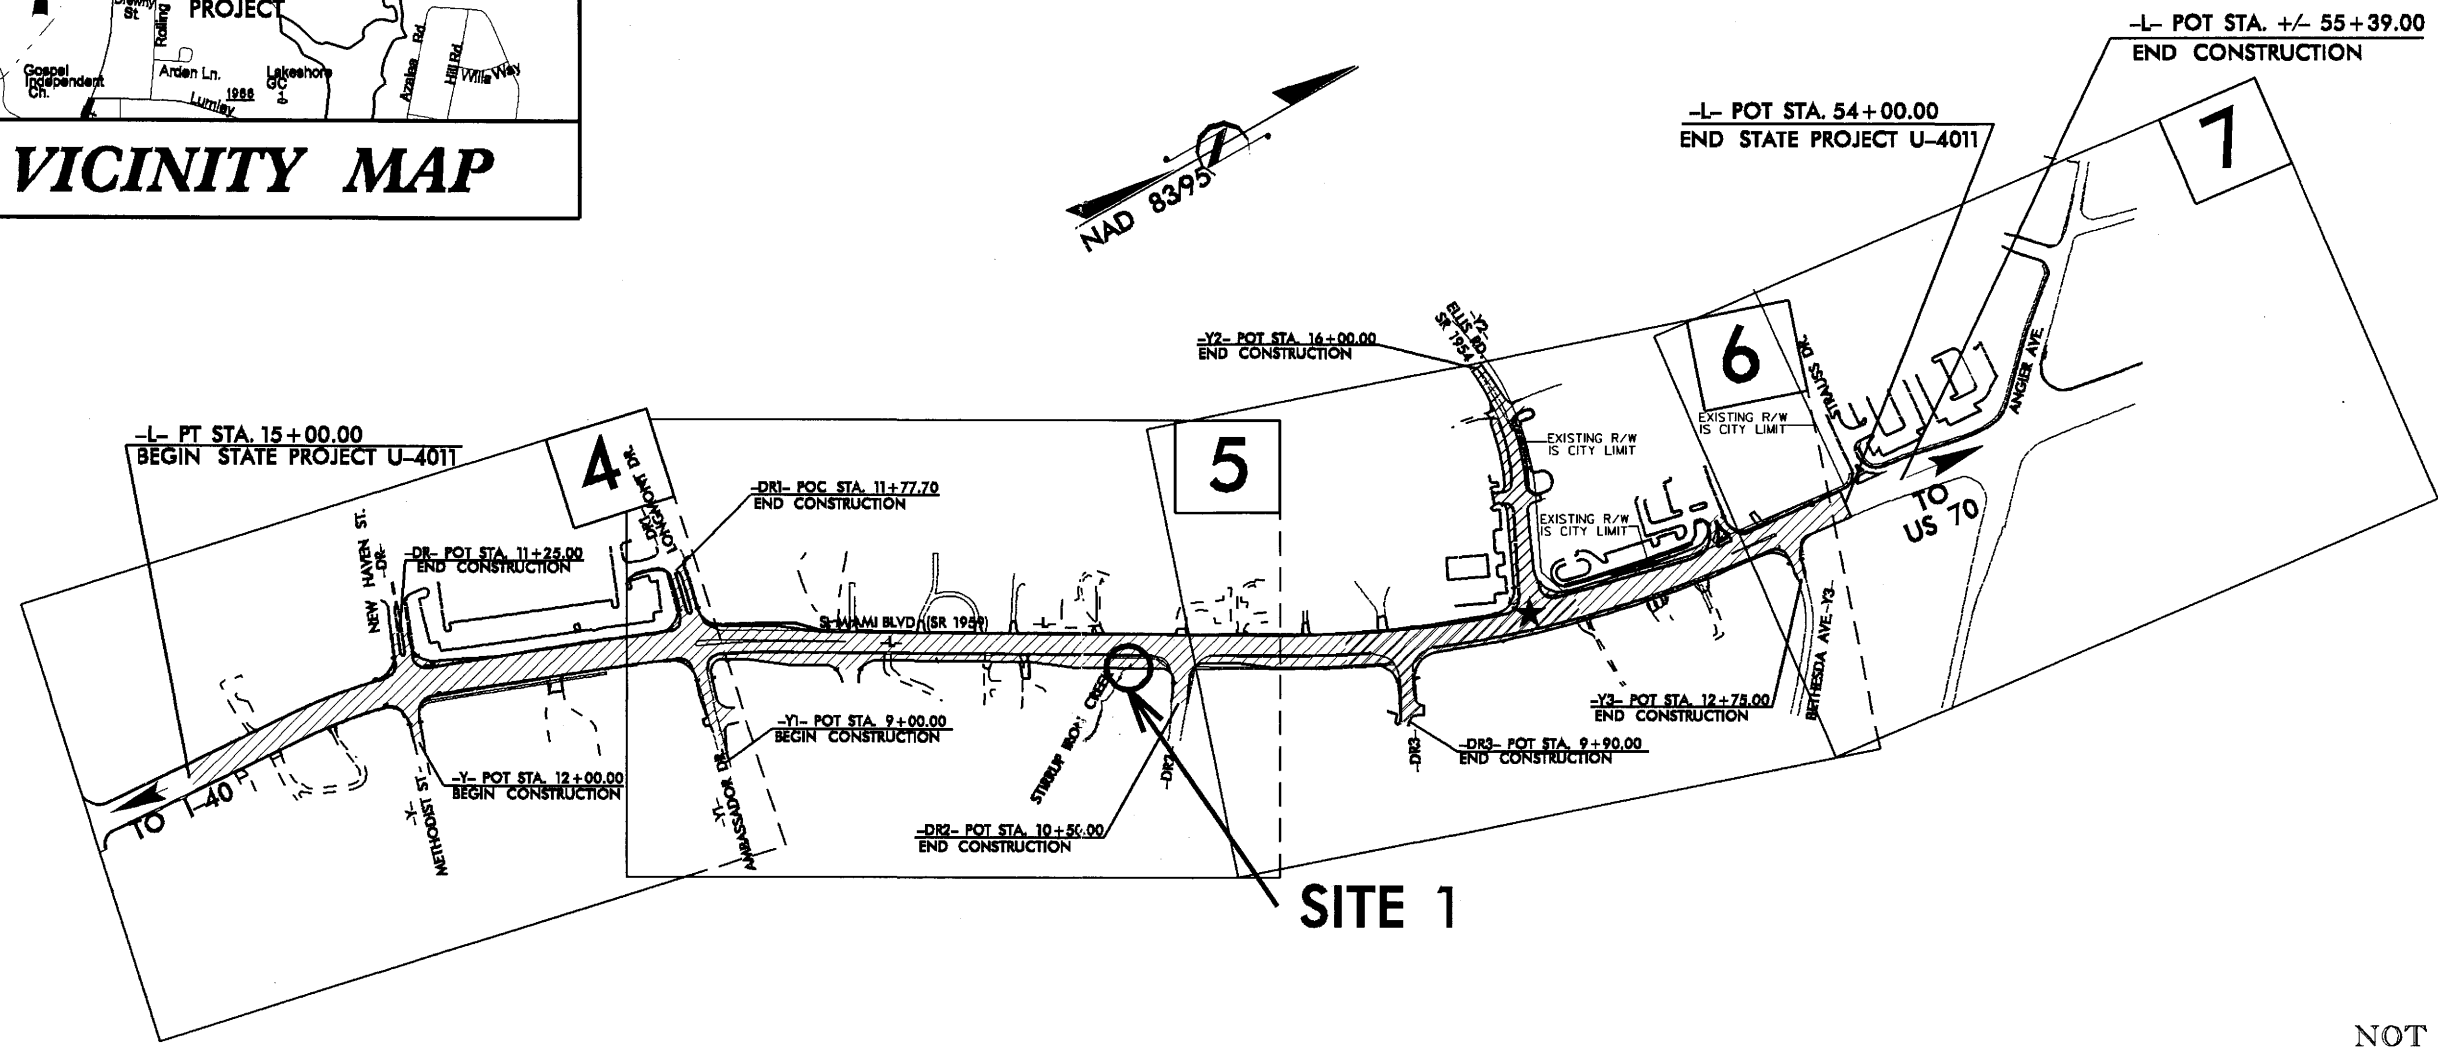 PROJECT
St
Rolling
Gospel
Independent
Ch.
Arden Ln.
Lakeshore
GC
1966
Lumley
Azalea Rd.
Hill Rd.
Willa Way
VICINITY MAP
NAD 83/95
-L- POT STA. +/- 55+39.00
END CONSTRUCTION
-L- POT STA. 54+00.00
END STATE PROJECT U-4011
7
-Y2- POT STA. 16+00.00
END CONSTRUCTION
-Y2-
ELLIS RD.
SR 1954
6
STRAUSS DR.
ANGIER AVE.
EXISTING R/W
IS CITY LIMIT
EXISTING R/W
IS CITY LIMIT
EXISTING R/W
IS CITY LIMIT
TO
US 70
-L- PT STA. 15+00.00
BEGIN STATE PROJECT U-4011
4
-DR1-
LONGMONT DR.
5
-DR1- POC STA. 11+77.70
END CONSTRUCTION
NEW HAVEN ST.
-DR-
-DR- POT STA. 11+25.00
END CONSTRUCTION
S. MIAMI BLVD. (SR 1959)
-L-
-L-
STIRRUP IRON CREEK
-Y1- POT STA. 9+00.00
BEGIN CONSTRUCTION
-Y- POT STA. 12+00.00
BEGIN CONSTRUCTION
TO I-40
-Y-
METHODIST ST.
-Y1-
AMBASSADOR DR.
-DR2-
-DR2- POT STA. 10+50.00
END CONSTRUCTION
-DR3-
-DR3- POT STA. 9+90.00
END CONSTRUCTION
-Y3- POT STA. 12+75.00
END CONSTRUCTION
BETHESDA AVE. -Y3-
SITE 1
NOT